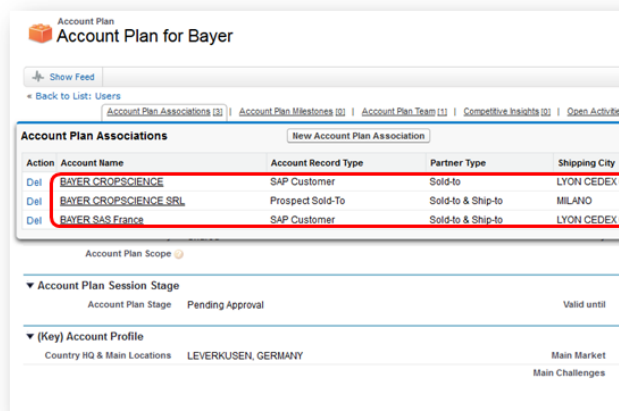 Account Plan
Account Plan for Bayer
Show Feed
« Back to List: Users
Account Plan Associations [3] | Account Plan Milestones [0] | Account Plan Team [1] | Competitive Insights [0] | Open Activitie
Account Plan Associations New Account Plan Association
Action Account Name Account Record Type Partner Type Shipping City
Del BAYER CROPSCIENCE SAP Customer Sold-to LYON CEDEX
Del BAYER CROPSCIENCE SRL Prospect Sold-To Sold-to & Ship-to MILANO
Del BAYER SAS France SAP Customer Sold-to & Ship-to LYON CEDEX
Account Plan Scope
Account Plan Session Stage
Account Plan Stage Pending Approval Valid until
(Key) Account Profile
Country HQ & Main Locations LEVERKUSEN, GERMANY Main Market
Main Challenges